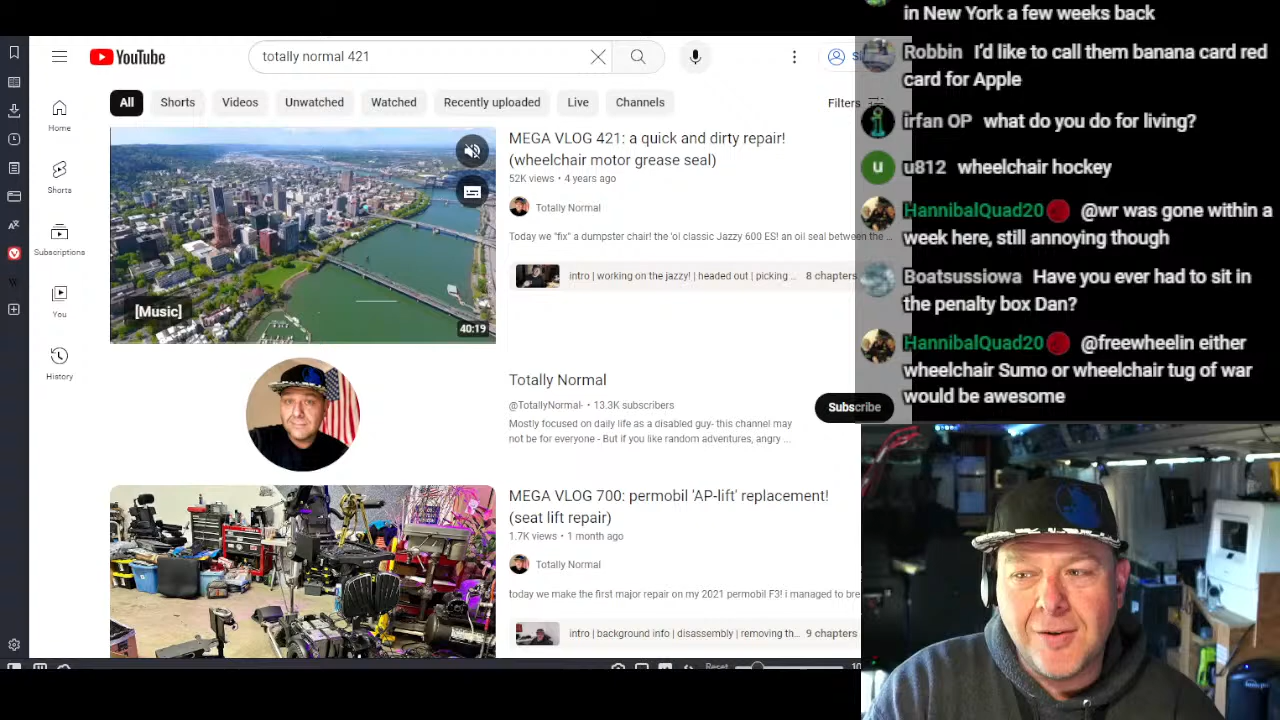 YouTube
totally normal 421
All
Shorts
Videos
Unwatched
Watched
Recently uploaded
Live
Channels
Filters
Home
Shorts
Subscriptions
You
History
[Music]
40:19
MEGA VLOG 421: a quick and dirty repair!
(wheelchair motor grease seal)
52K views • 4 years ago
Totally Normal
Today we "fix" a dumpster chair! the 'ol classic Jazzy 600 ES! an oil seal between the ...
intro | working on the jazzy! | headed out | picking ...
8 chapters
Totally Normal
@TotallyNormal- • 13.3K subscribers
Mostly focused on daily life as a disabled guy- this channel may
not be for everyone - But if you like random adventures, angry ...
Subscribe
MEGA VLOG 700: permobil 'AP-lift' replacement!
(seat lift repair)
1.7K views • 1 month ago
Totally Normal
today we make the first major repair on my 2021 permobil F3! i managed to bre
intro | background info | disassembly | removing th...
9 chapters
Reset
in New York a few weeks back
Robbin I'd like to call them banana card red
card for Apple
irfan OP what do you do for living?
u
u812 wheelchair hockey
HannibalQuad20 @wr was gone within a
week here, still annoying though
Boatsussiowa Have you ever had to sit in
the penalty box Dan?
HannibalQuad20 @freewheelin either
wheelchair Sumo or wheelchair tug of war
would be awesome